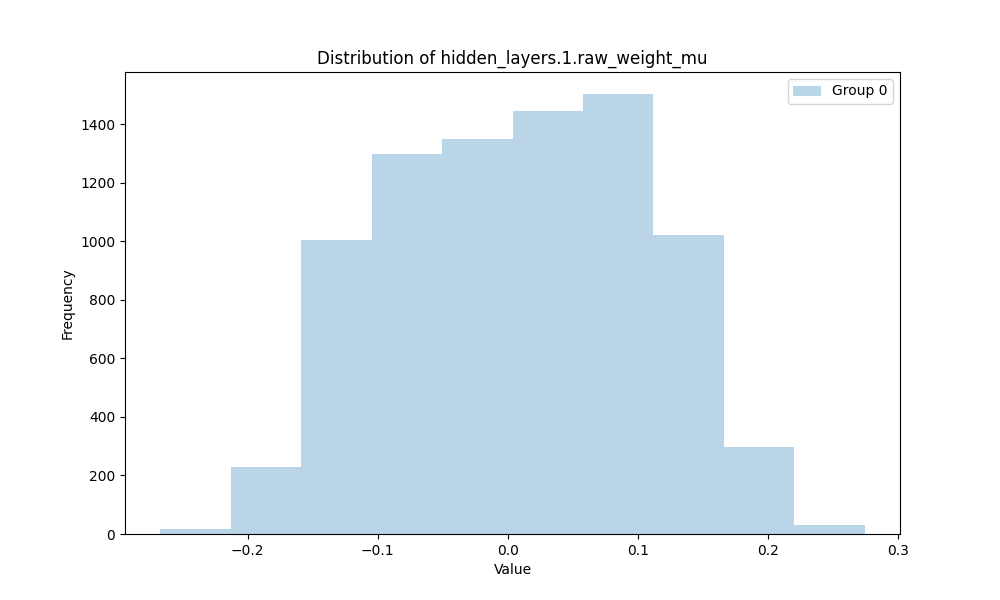 Distribution of hidden_layers.1.raw_weight_mu
Group 0
1400
1200
1000
800
600
400
200
0
Frequency
−0.2 −0.1 0.0 0.1 0.2 0.3
Value